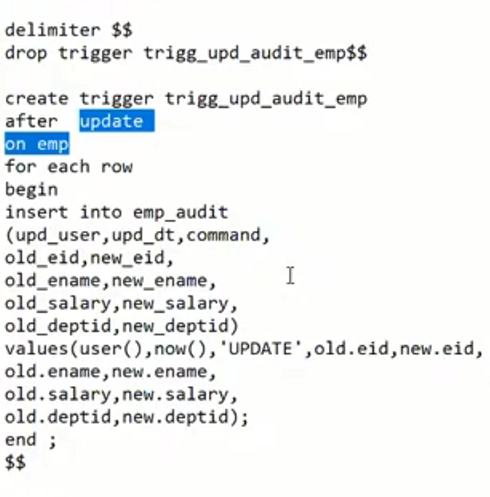 delimiter $$
drop trigger trigg_upd_audit_emp$$
create trigger trigg_upd_audit_emp
after update
on emp
for each row
begin
insert into emp_audit
(upd_user,upd_dt,command,
old_eid,new_eid,
old_ename,new_ename,
old_salary,new_salary,
old_deptid,new_deptid)
values(user(),now(),'UPDATE',old.eid,new.eid,
old.ename,new.ename,
old.salary,new.salary,
old.deptid,new.deptid);
end ;
$$